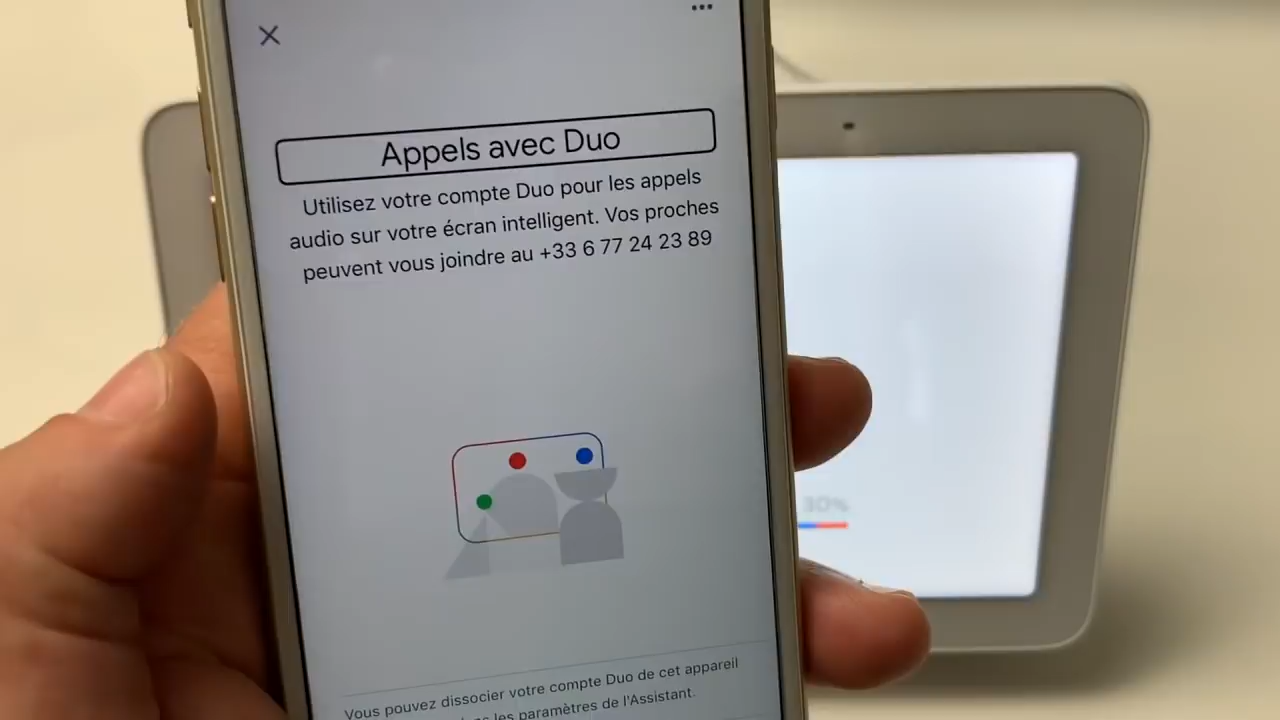 Appels avec Duo
Utilisez votre compte Duo pour les appels
audio sur votre écran intelligent. Vos proches
peuvent vous joindre au +33 6 77 24 23 89
30%
Vous pouvez dissocier votre compte Duo de cet appareil
les paramètres de l'Assistant.